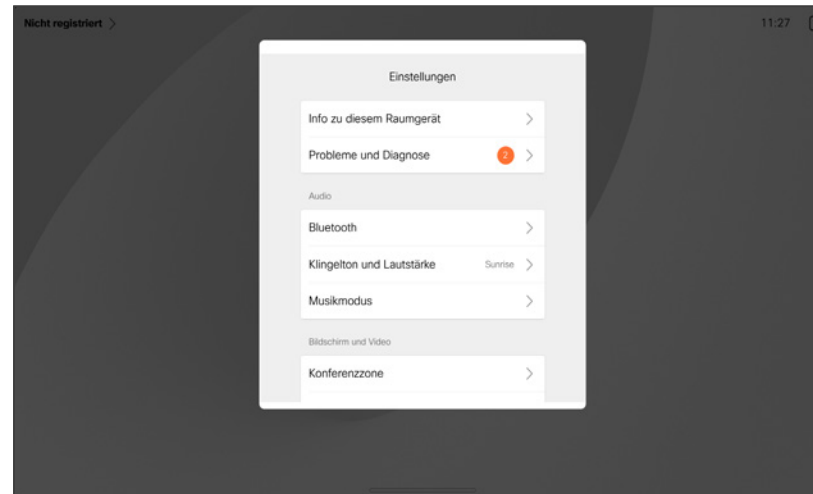 Nicht registriert
11:27
Einstellungen
Info zu diesem Raumgerät
Probleme und Diagnose 2
Audio
Bluetooth
Klingelton und Lautstärke Sunrise
Musikmodus
Bildschirm und Video
Konferenzzone